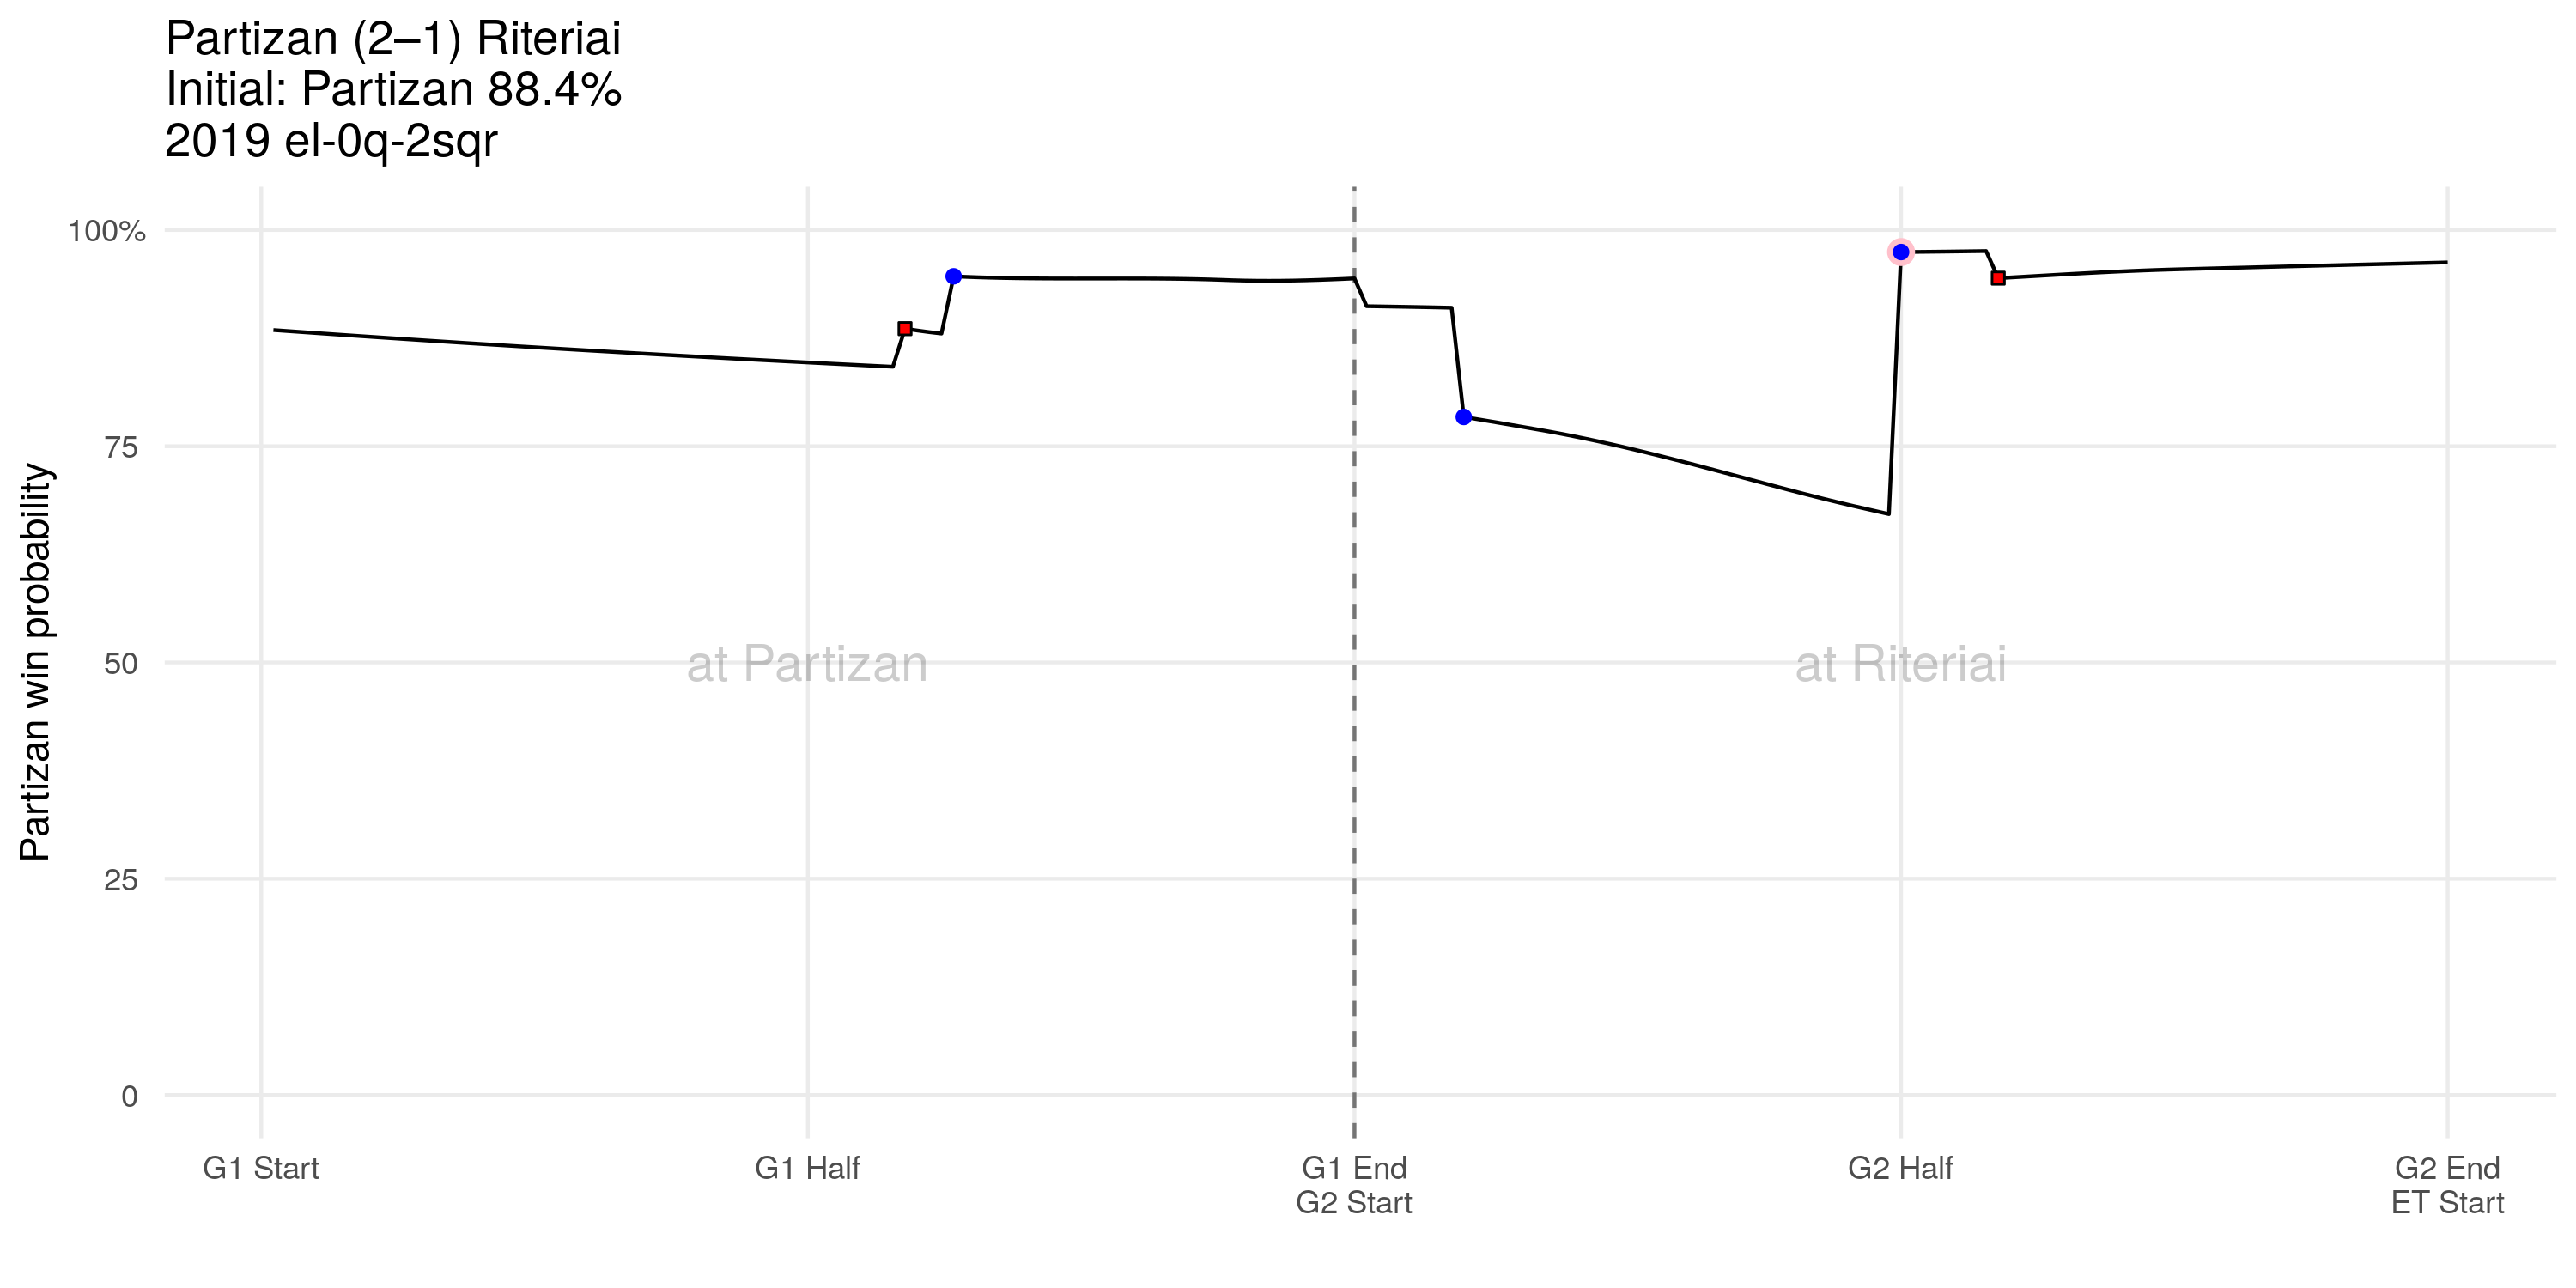 Partizan (2–1) Riteriai
Initial: Partizan 88.4%
2019 el-0q-2sqr
Partizan win probability
100%
75
50
25
0
at Partizan
at Riteriai
G1 Start
G1 Half
G1 End
G2 Start
G2 Half
G2 End
ET Start